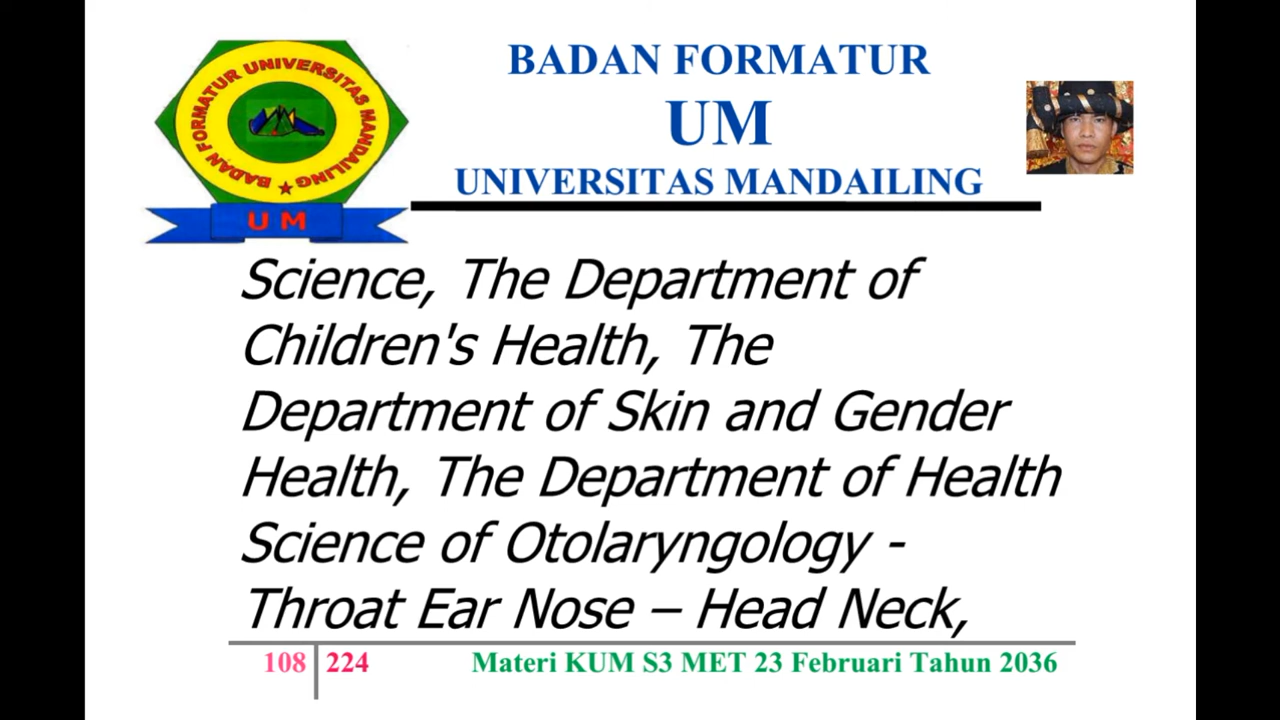 BADAN FORMATUR UNIVERSITAS MANDAILING
UM
BADAN FORMATUR
UM
UNIVERSITAS MANDAILING
Science, The Department of
Children's Health, The
Department of Skin and Gender
Health, The Department of Health
Science of Otolaryngology -
Throat Ear Nose – Head Neck,
108 224 Materi KUM S3 MET 23 Februari Tahun 2036